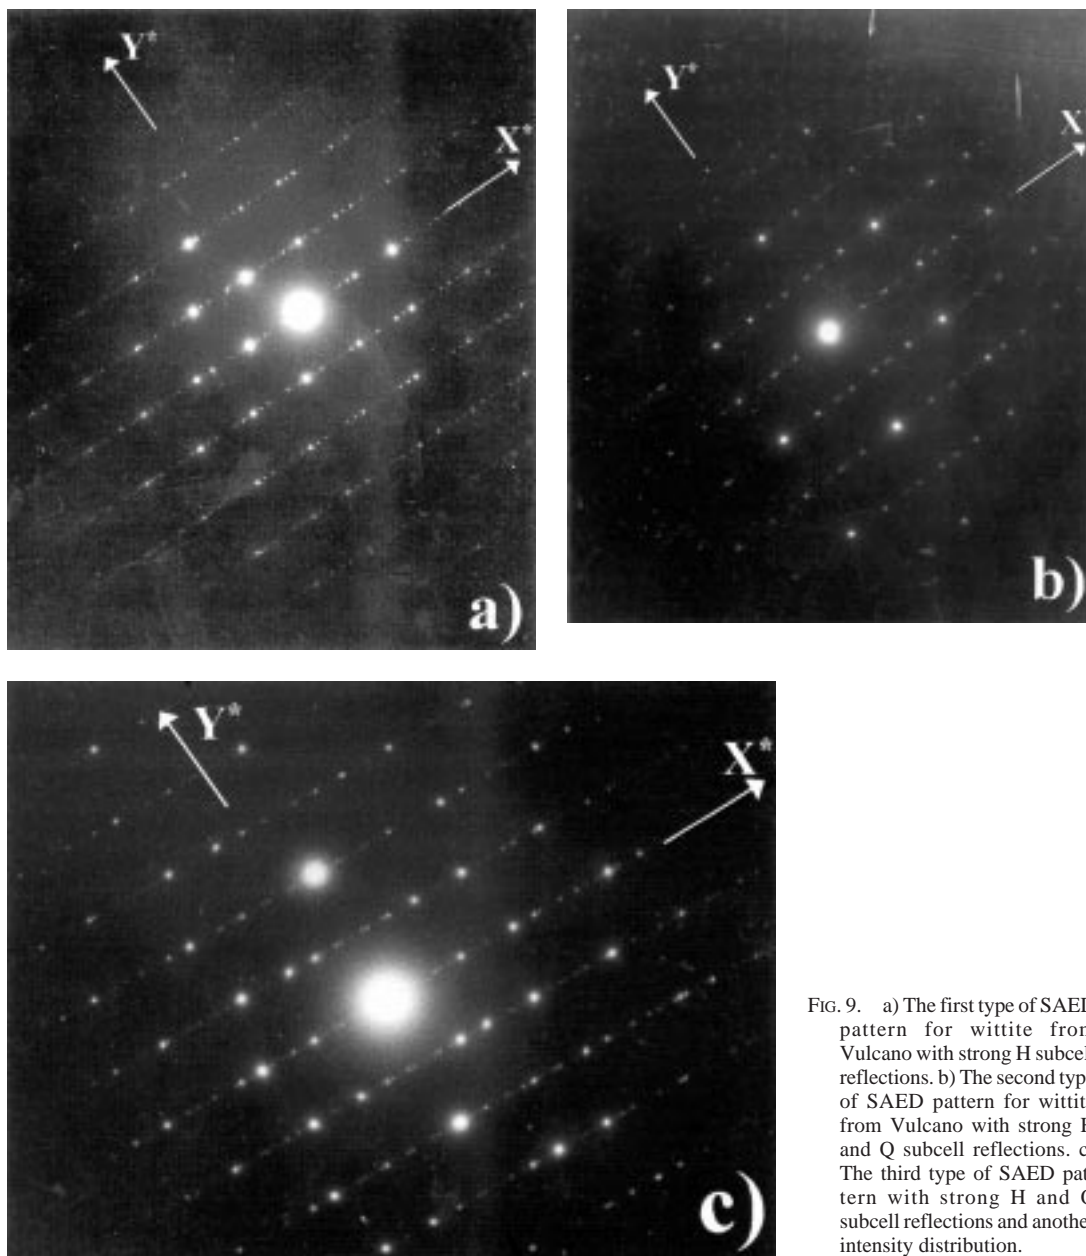 Y*
X*
a)
Y*
X
b)
Y*
X*
c)
FIG. 9. a) The first type of SAED
pattern for wittite from
Vulcano with strong H subcell
reflections. b) The second type
of SAED pattern for wittite
from Vulcano with strong H
and Q subcell reflections. c
The third type of SAED pat
tern with strong H and Q
subcell reflections and anothe
intensity distribution.